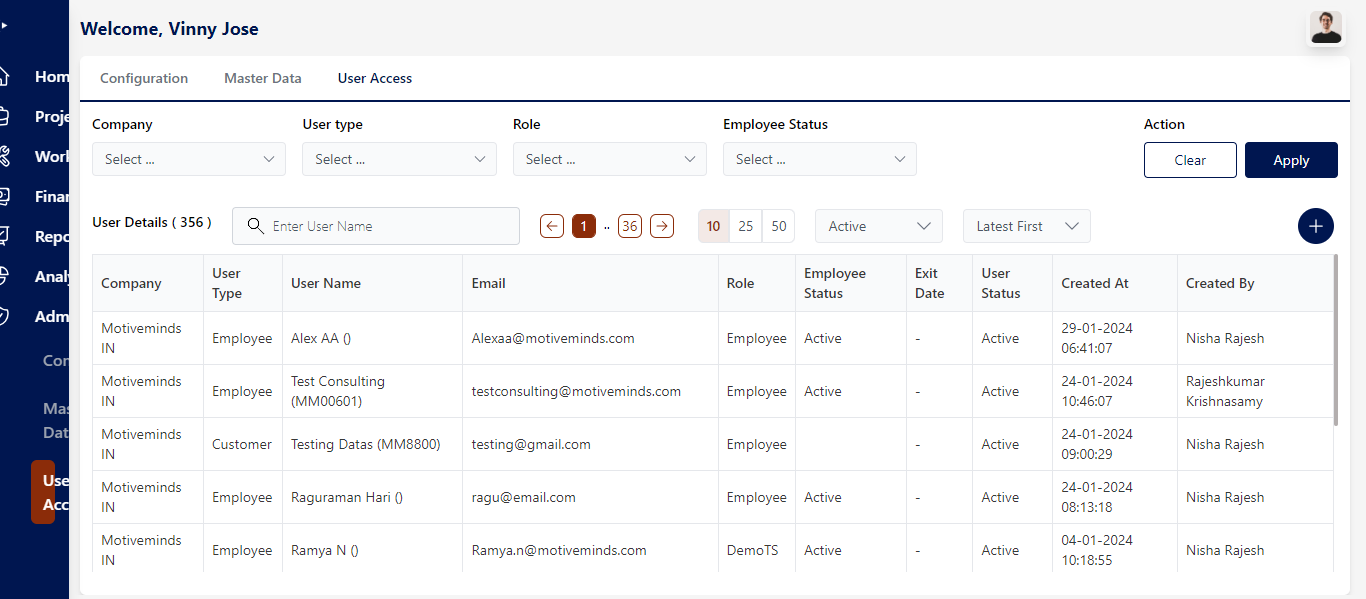 Welcome, Vinny Jose
Hom
Proje
Worl
Finar
Repo
Analy
Adm
Con
Mas
Dat
Use
Acc
Configuration Master Data User Access
Company User type Role Employee Status Action
Select ... Select ... Select ... Select ... Clear Apply
User Details ( 356 ) Enter User Name 1 .. 36 10 25 50 Active Latest First
Company User Type User Name Email Role Employee Status Exit Date User Status Created At Created By
Motiveminds IN Employee Alex AA () Alexaa@motiveminds.com Employee Active - Active 29-01-2024 06:41:07 Nisha Rajesh
Motiveminds IN Employee Test Consulting (MM00601) testconsulting@motiveminds.com Employee Active - Active 24-01-2024 10:46:07 Rajeshkumar Krishnasamy
Motiveminds IN Customer Testing Datas (MM8800) testing@gmail.com Employee - Active 24-01-2024 09:00:29 Nisha Rajesh
Motiveminds IN Employee Raguraman Hari () ragu@email.com Employee Active - Active 24-01-2024 08:13:18 Nisha Rajesh
Motiveminds IN Employee Ramya N () Ramya.n@motiveminds.com DemoTS Active - Active 04-01-2024 10:18:55 Nisha Rajesh